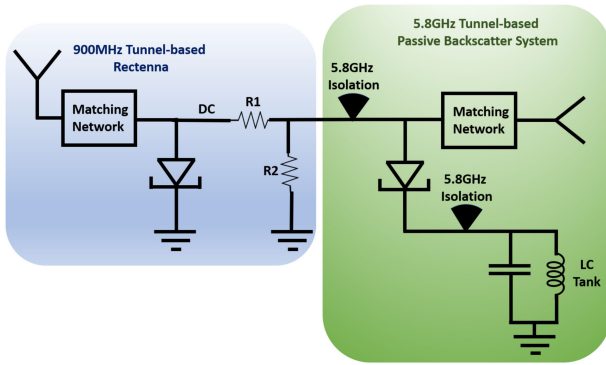 900MHz Tunnel-based
Rectenna
5.8GHz Tunnel-based
Passive Backscatter System
Matching
Network
DC
R1
R2
5.8GHz
Isolation
Matching
Network
5.8GHz
Isolation
LC
Tank